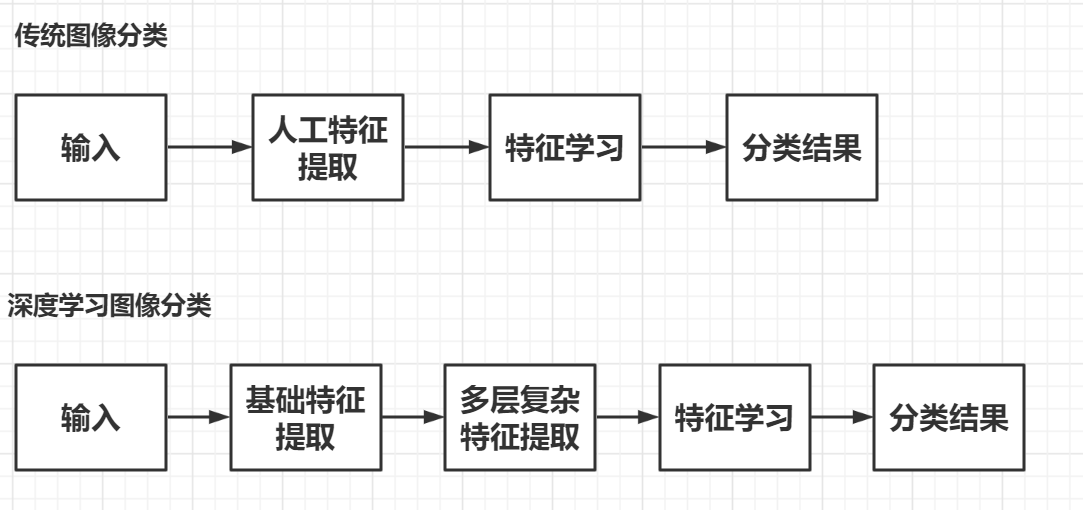 传统图像分类
输入
人工特征
提取
特征学习
分类结果
深度学习图像分类
输入
基础特征
提取
多层复杂
特征提取
特征学习
分类结果